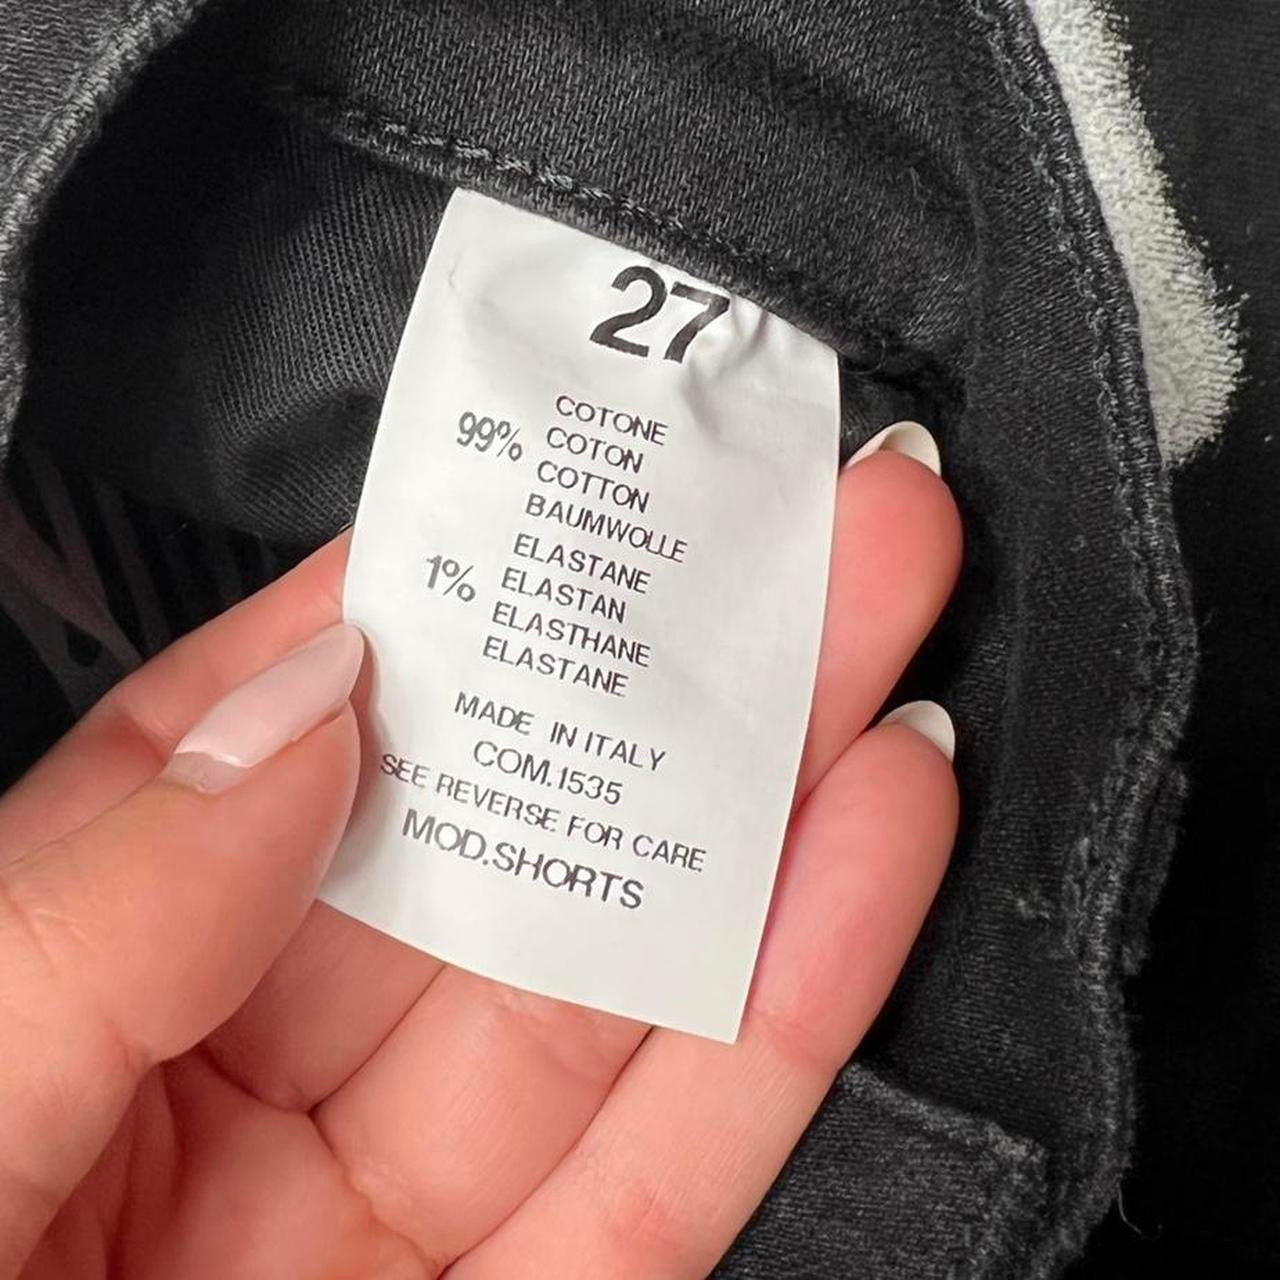 27
COTONE
99% COTON
COTTON
BAUMWOLLE
ELASTANE
1% ELASTAN
ELASTHANE
ELASTANE
MADE IN ITALY
COM.1535
SEE REVERSE FOR CARE
MOD.SHORTS